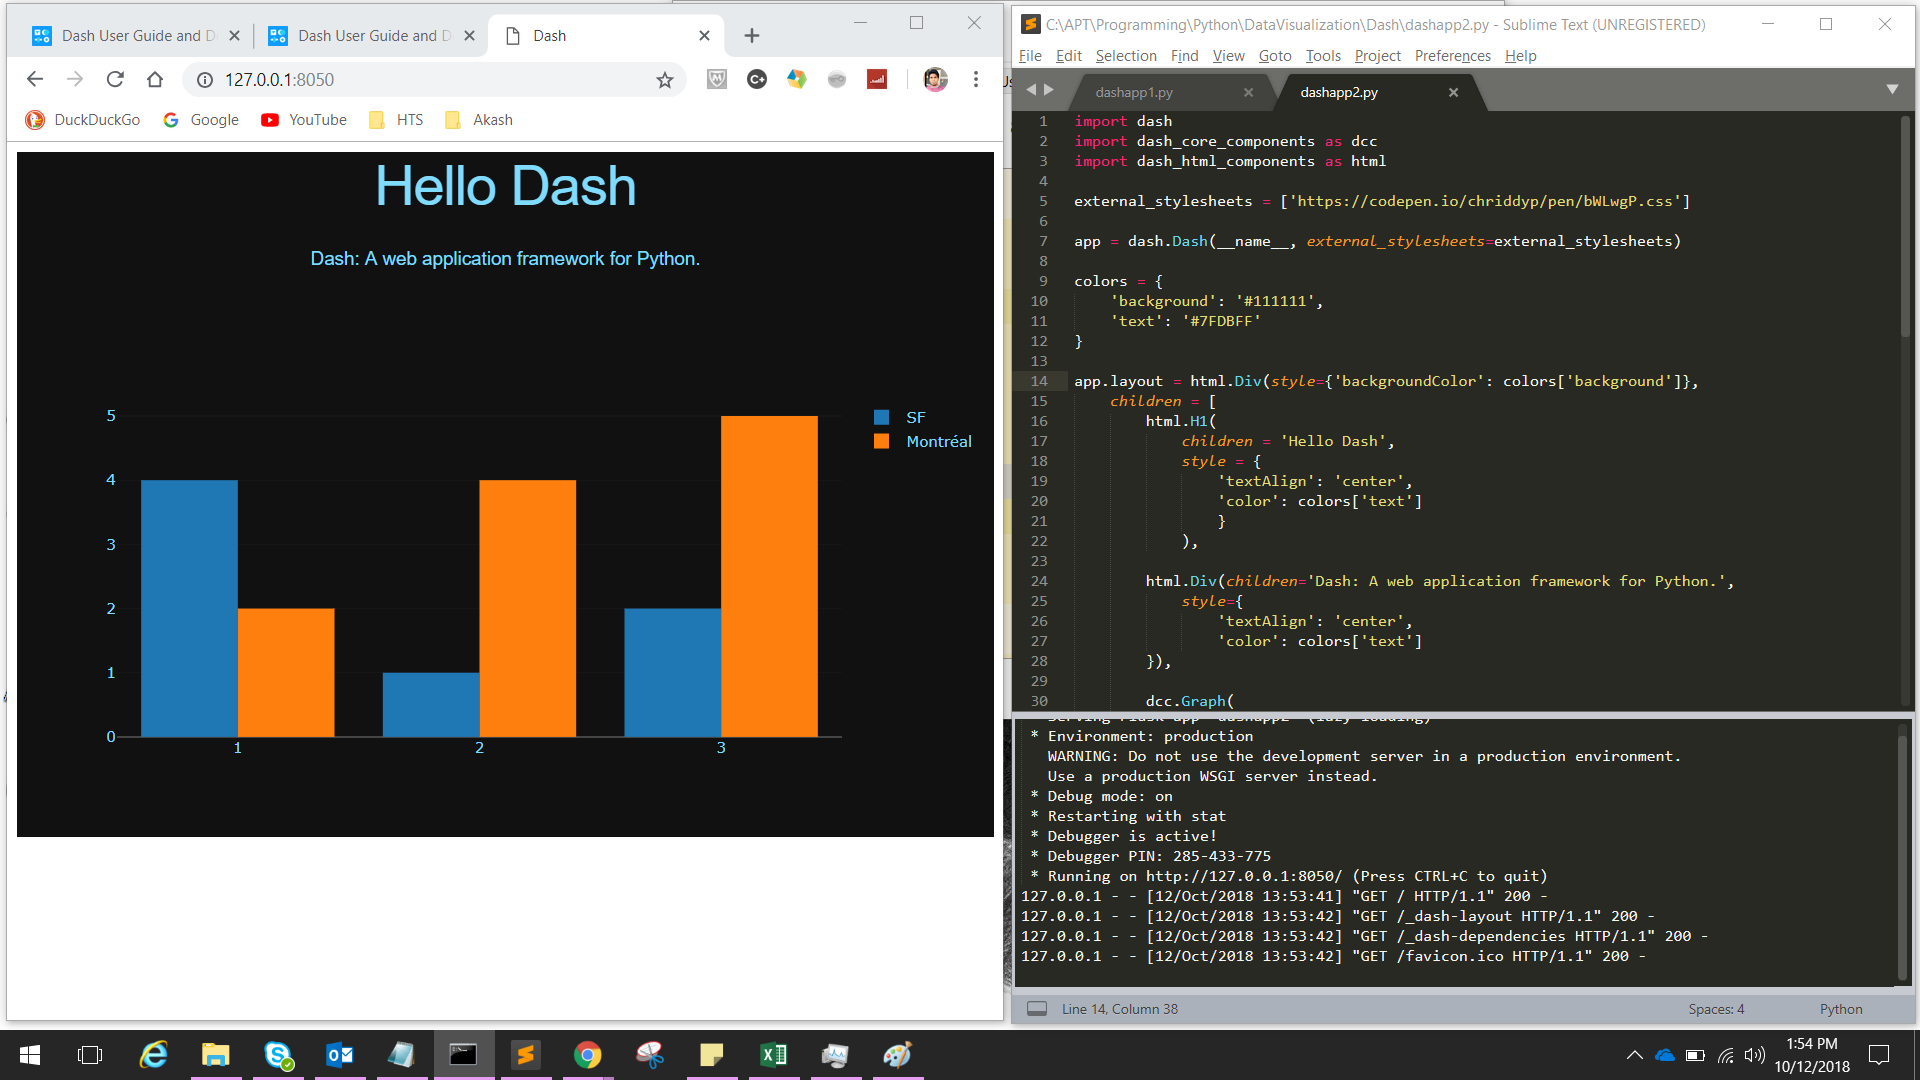 Dash User Guide and D
Dash User Guide and D
Dash
127.0.0.1:8050
DuckDuckGo
Google
YouTube
HTS
Akash
Hello Dash
Dash: A web application framework for Python.
5
4
3
2
1
0
1
2
3
SF
Montréal
C:\APT\Programming\Python\DataVisualization\Dash\dashapp2.py - Sublime Text (UNREGISTERED)
File Edit Selection Find View Goto Tools Project Preferences Help
dashapp1.py
dashapp2.py
1 import dash
2 import dash_core_components as dcc
3 import dash_html_components as html
4
5 external_stylesheets = ['https://codepen.io/chriddyp/pen/bWLwgP.css']
6
7 app = dash.Dash(__name__, external_stylesheets=external_stylesheets)
8
9 colors = {
10 'background': '#111111',
11 'text': '#7FDBFF'
12 }
13
14 app.layout = html.Div(style={'backgroundColor': colors['background']},
15 children = [
16 html.H1(
17 children = 'Hello Dash',
18 style = {
19 'textAlign': 'center',
20 'color': colors['text']
21 }
22 ),
23
24 html.Div(children='Dash: A web application framework for Python.',
25 style={
26 'textAlign': 'center',
27 'color': colors['text']
28 }),
29
30 dcc.Graph(
* Serving Flask app "dashapp2" (lazy loading)
* Environment: production
WARNING: Do not use the development server in a production environment.
Use a production WSGI server instead.
* Debug mode: on
* Restarting with stat
* Debugger is active!
* Debugger PIN: 285-433-775
* Running on http://127.0.0.1:8050/ (Press CTRL+C to quit)
127.0.0.1 - - [12/Oct/2018 13:53:41] "GET / HTTP/1.1" 200 -
127.0.0.1 - - [12/Oct/2018 13:53:42] "GET /_dash-layout HTTP/1.1" 200 -
127.0.0.1 - - [12/Oct/2018 13:53:42] "GET /_dash-dependencies HTTP/1.1" 200 -
127.0.0.1 - - [12/Oct/2018 13:53:42] "GET /favicon.ico HTTP/1.1" 200 -
Line 14, Column 38
Spaces: 4
Python
1:54 PM
10/12/2018